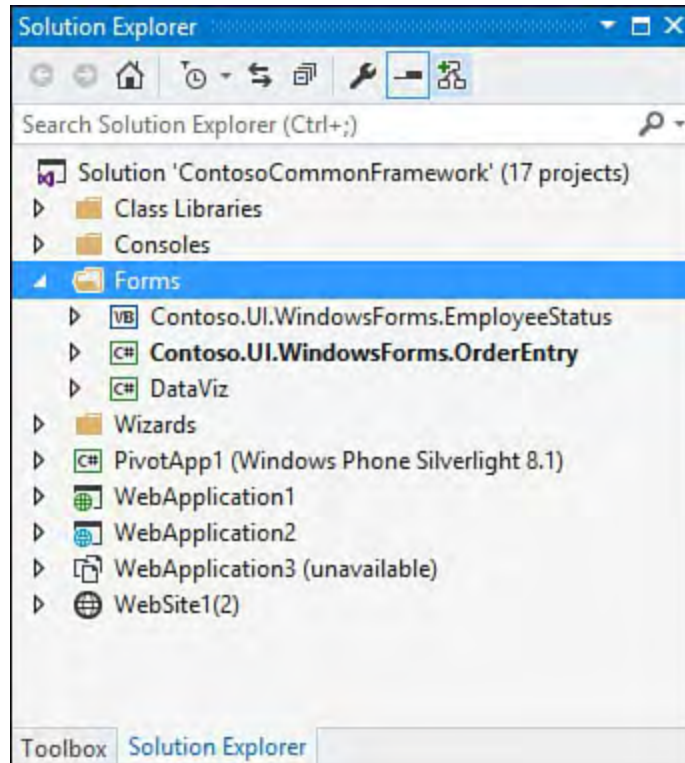 Solution Explorer
Search Solution Explorer (Ctrl+;)
Solution 'ContosoCommonFramework' (17 projects)
Class Libraries
Consoles
Forms
VB Contoso.UI.WindowsForms.EmployeeStatus
C# Contoso.UI.WindowsForms.OrderEntry
C# DataViz
Wizards
C# PivotApp1 (Windows Phone Silverlight 8.1)
WebApplication1
WebApplication2
WebApplication3 (unavailable)
WebSite1(2)
Toolbox Solution Explorer